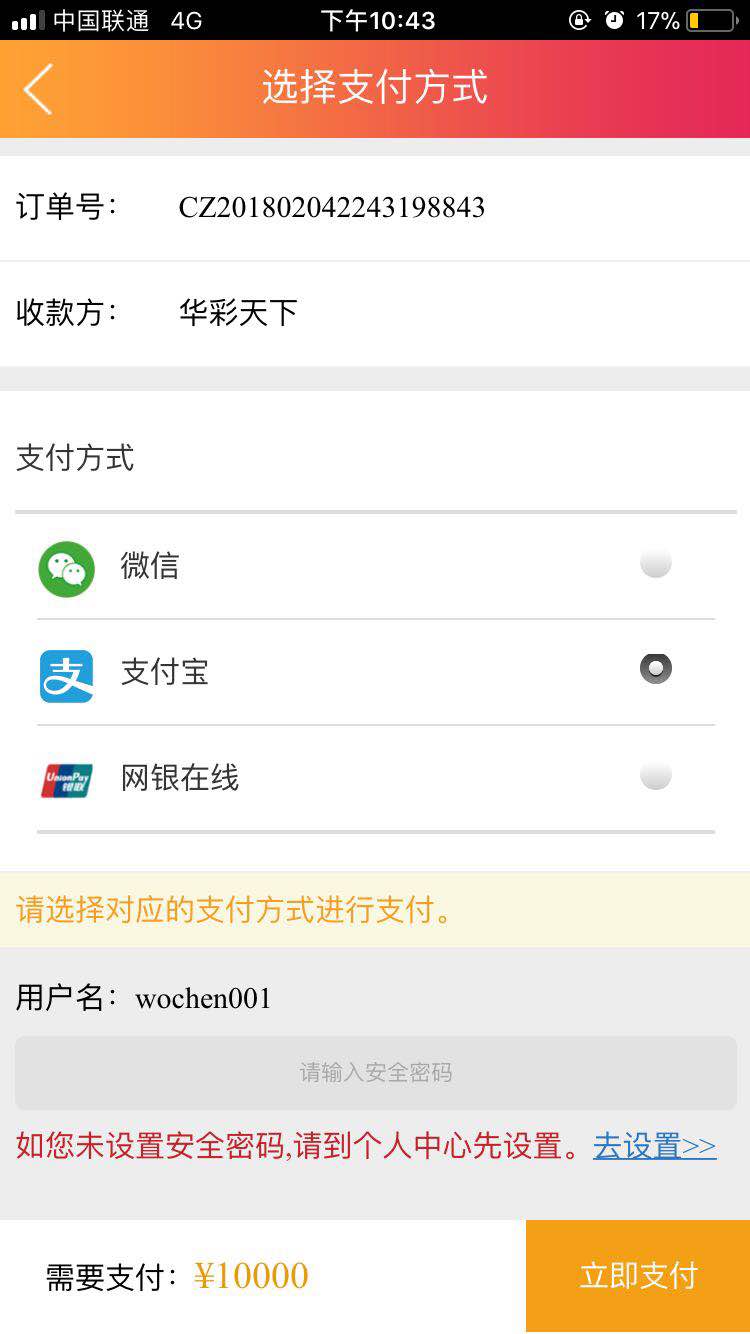 中国联通 4G 下午10:43 17%
选择支付方式
订单号: CZ201802042243198843
收款方: 华彩天下
支付方式
微信
支 支付宝
UnionPay 银联 网银在线
请选择对应的支付方式进行支付。
用户名: wochen001
请输入安全密码
如您未设置安全密码,请到个人中心先设置。去设置>>
需要支付: ¥10000 立即支付